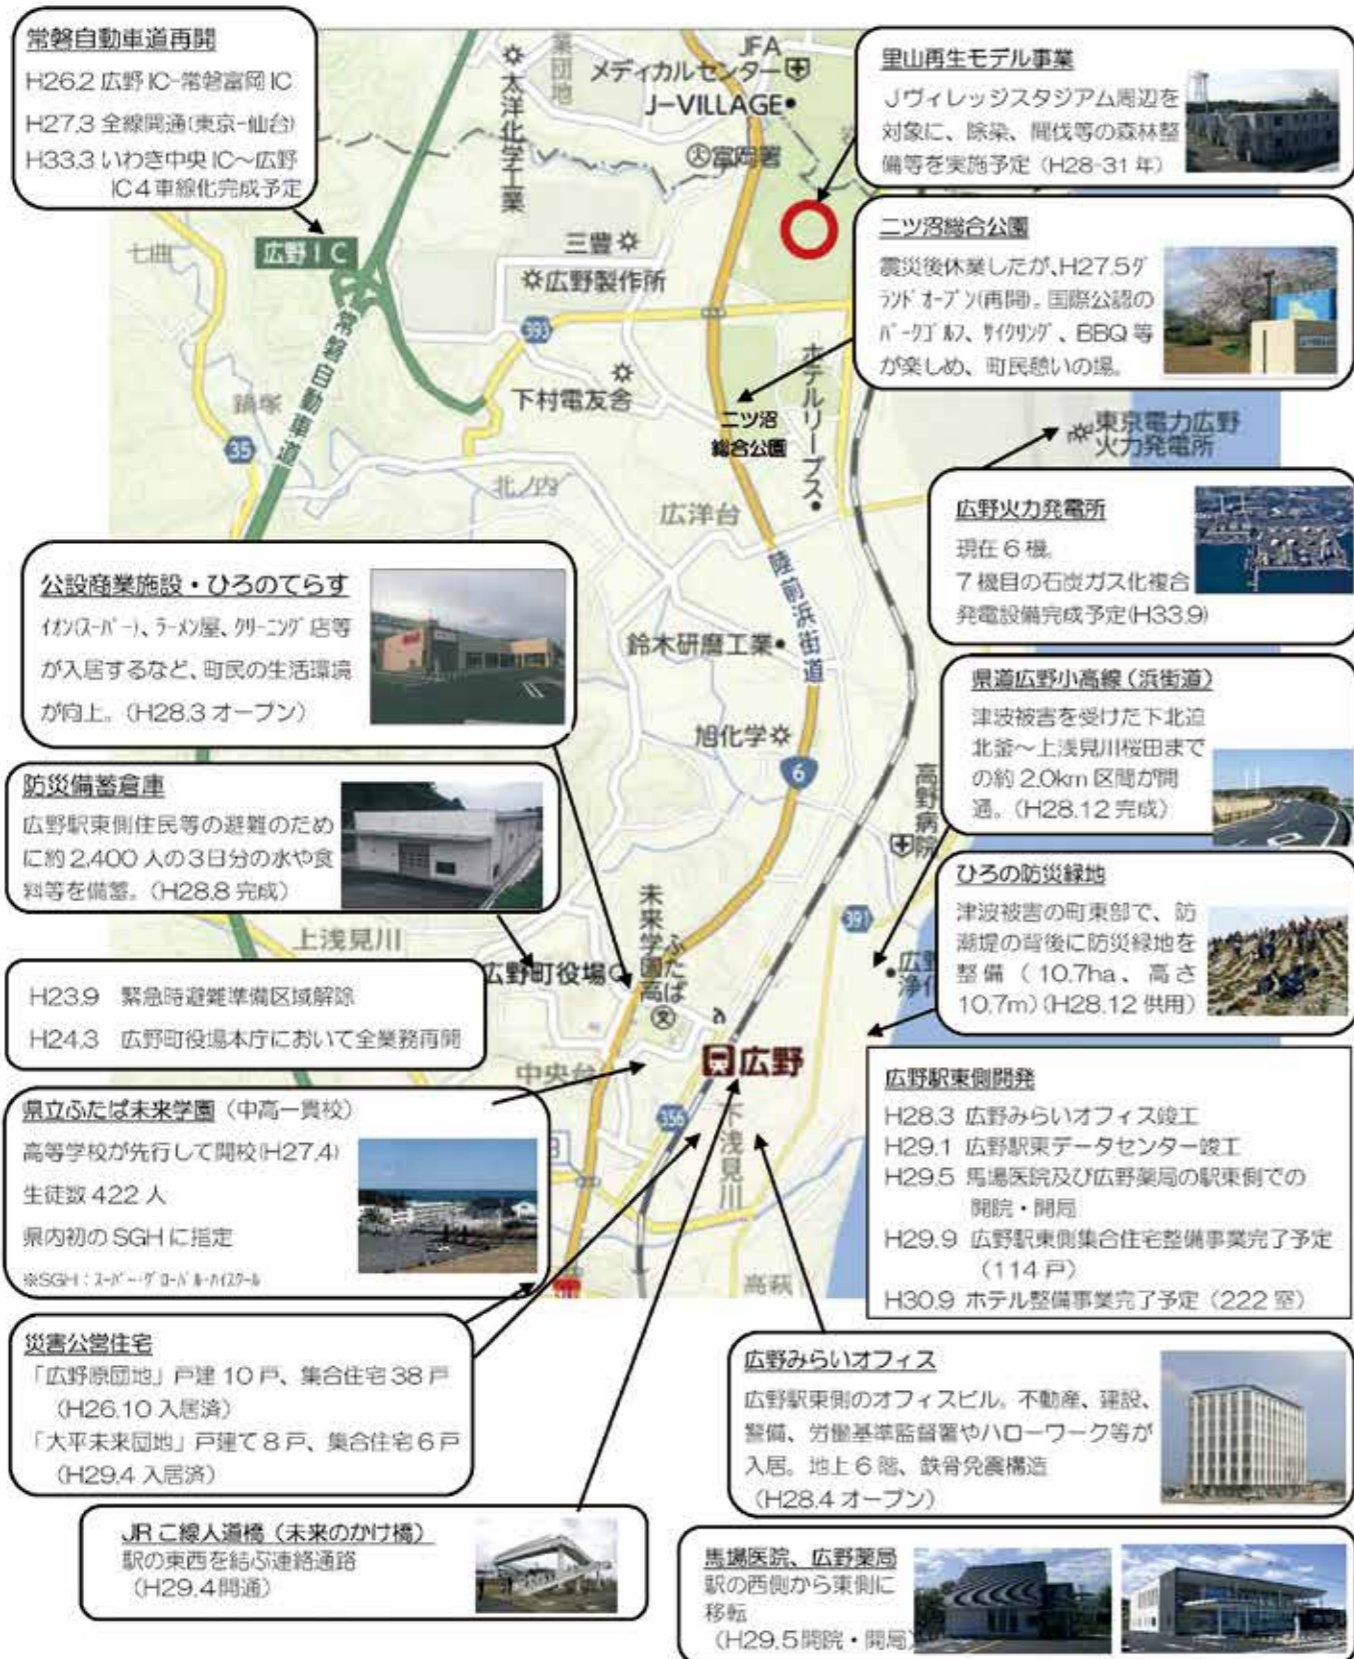 常磐自動車道再開
H26.2 広野IC-常磐富岡IC
H27.3 全線開通(東京-仙台)
H33.3 いわき中央IC～広野
IC4車線化完成予定
JFA
メディカルセンター
J-VILLAGE
業団地
太洋化学工業
富岡署
里山再生モデル事業
Jヴィレッジスタジアム周辺を
対象に、除染、間伐等の森林整
備等を実施予定（H28-31年）
七曲
広野IC
三豊
広野製作所
393
常磐自動車道
下村電友舎
鍋塚
35
北ノ内
広洋台
ホテルリーブス
二ツ沼
総合公園
二ツ沼総合公園
震災後休業したが、H27.5グ
ランドオープン(再開)。国際公認の
パークゴルフ、サイクリング、BBQ等
が楽しめ、町民憩いの場。
東京電力広野
火力発電所
広野火力発電所
現在6機。
7機目の石炭ガス化複合
発電設備完成予定(H33.9)
公設商業施設・ひろのてらす
イオン(スーパー)、ラーメン屋、クリーニング店等
が入居するなど、町民の生活環境
が向上。（H28.3オープン）
陸前浜街道
鈴木研磨工業
旭化学
6
高野病院
県道広野小高線（浜街道）
津波被害を受けた下北迫
北釜～上浅見川桜田まで
の約2.0km区間が開
通。（H28.12完成）
防災備蓄倉庫
広野駅東側住民等の避難のため
に約2,400人の3日分の水や食
料等を備蓄。（H28.8完成）
ひろの防災緑地
津波被害の町東部で、防
潮堤の背後に防災緑地を
整備（10.7ha、高さ
10.7m）(H28.12供用)
上浅見川
広野町役場
ふたば
未来学園高
391
広野
浄化
H23.9 緊急時避難準備区域解除
H24.3 広野町役場本庁において全業務再開
中央台
広野
356
下浅見川
高萩
広野駅東側開発
H28.3 広野みらいオフィス竣工
H29.1 広野駅東データセンター竣工
H29.5 馬場医院及び広野薬局の駅東側での
開院・開局
H29.9 広野駅東側集合住宅整備事業完了予定
（114戸）
H30.9 ホテル整備事業完了予定（222室）
県立ふたば未来学園（中高一貫校）
高等学校が先行して開校(H27.4)
生徒数422人
県内初のSGHに指定
※SGH：スーパー・グローバル・ハイスクール
災害公営住宅
「広野原団地」戸建10戸、集合住宅38戸
（H26.10入居済）
「大平未来団地」戸建て8戸、集合住宅6戸
（H29.4入居済）
広野みらいオフィス
広野駅東側のオフィスビル。不動産、建設、
警備、労働基準監督署やハローワーク等が
入居。地上6階、鉄骨免震構造
（H28.4オープン）
JRこ線人道橋（未来のかけ橋）
駅の東西を結ぶ連絡通路
（H29.4開通）
馬場医院、広野薬局
駅の西側から東側に
移転
（H29.5開院・開局）